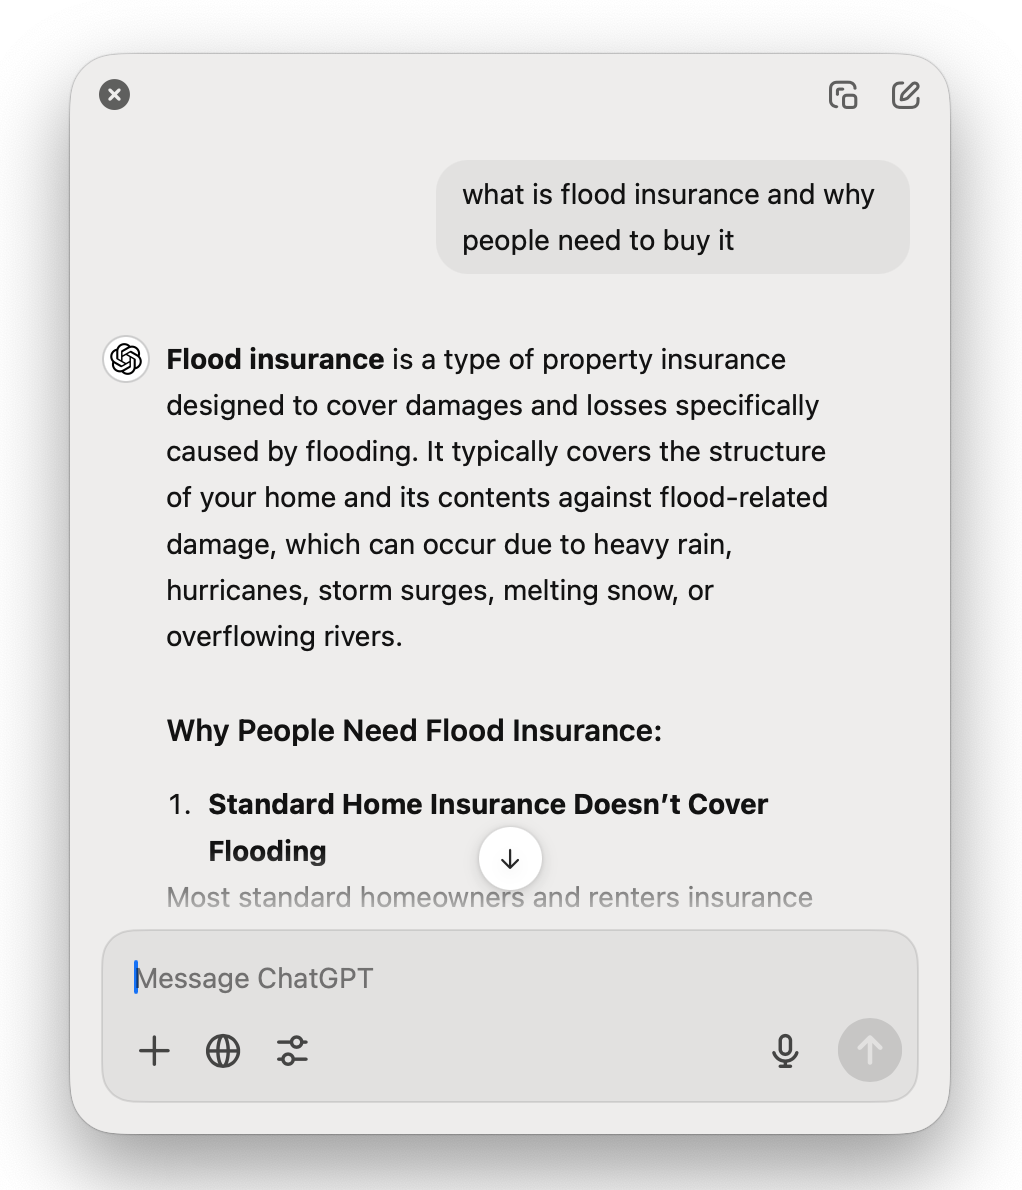 what is flood insurance and why
people need to buy it
Flood insurance is a type of property insurance
designed to cover damages and losses specifically
caused by flooding. It typically covers the structure
of your home and its contents against flood-related
damage, which can occur due to heavy rain,
hurricanes, storm surges, melting snow, or
overflowing rivers.
Why People Need Flood Insurance:
1. Standard Home Insurance Doesn’t Cover
Flooding
Most standard homeowners and renters insurance
Message ChatGPT